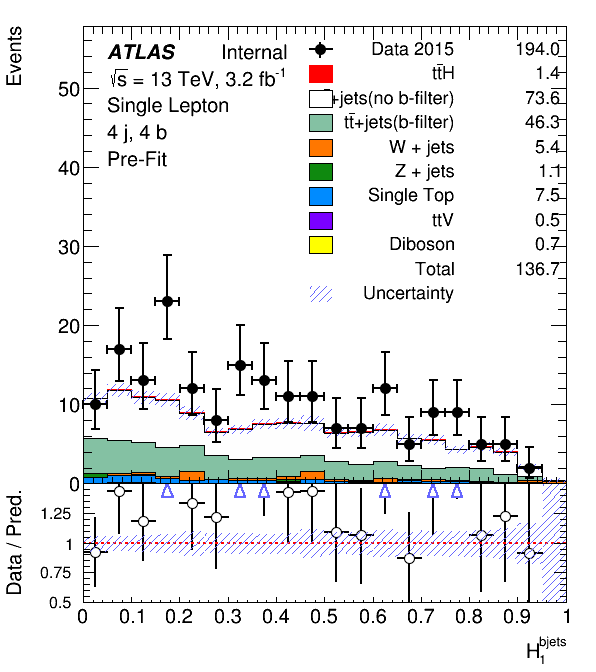 Events
ATLAS Internal
√s = 13 TeV, 3.2 fb⁻¹
Single Lepton
4 j, 4 b
Pre-Fit
Data 2015 194.0
tt̄H 1.4
+jets(no b-filter) 73.6
tt̄+jets(b-filter) 46.3
W + jets 5.4
Z + jets 1.1
Single Top 7.5
ttV 0.5
Diboson 0.7
Total 136.7
Uncertainty
50
40
30
20
10
0
Data / Pred.
1.25
1
0.75
0.5
0 0.1 0.2 0.3 0.4 0.5 0.6 0.7 0.8 0.9 1
H₁^bjets